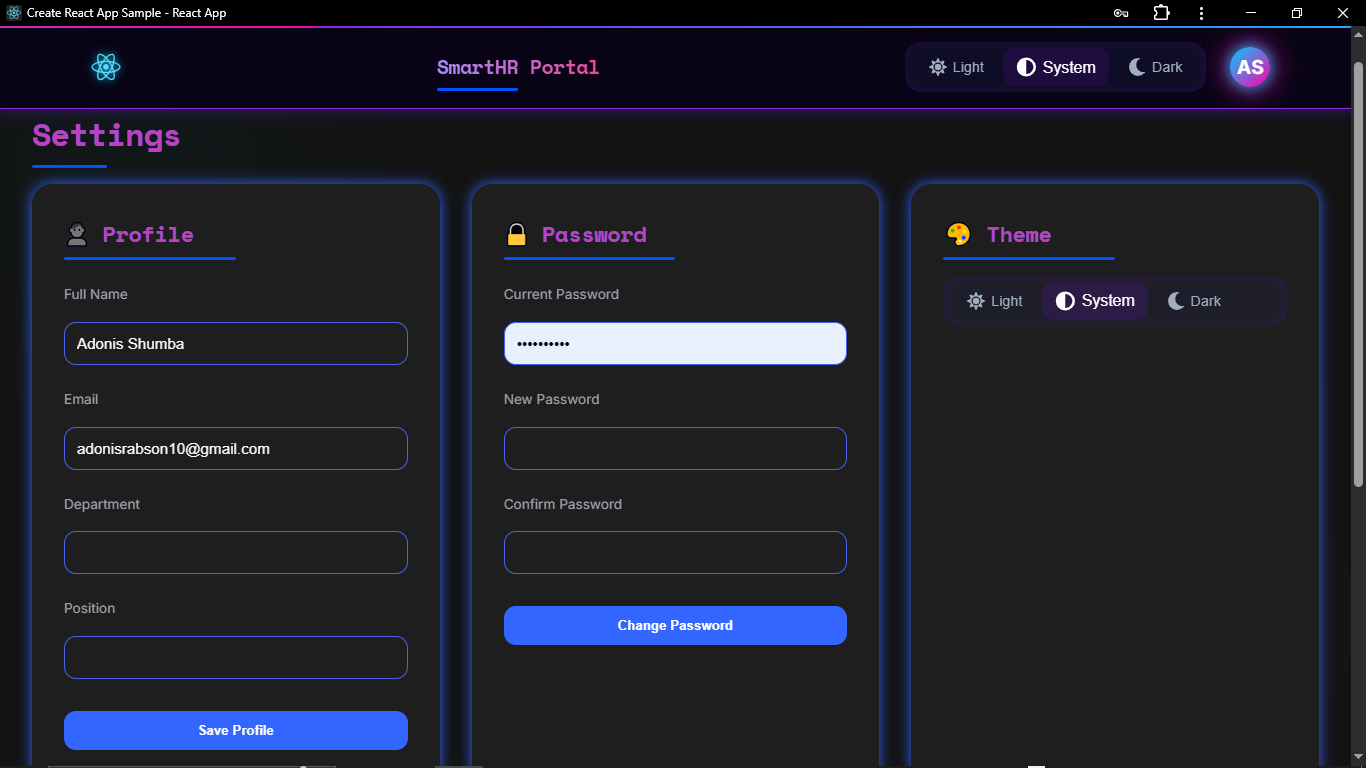 Create React App Sample - React App
SmartHR Portal
Light
System
Dark
AS
Settings
Profile
Full Name
Adonis Shumba
Email
adonisrabson10@gmail.com
Department
Position
Save Profile
Password
Current Password
••••••••••
New Password
Confirm Password
Change Password
Theme
Light
System
Dark